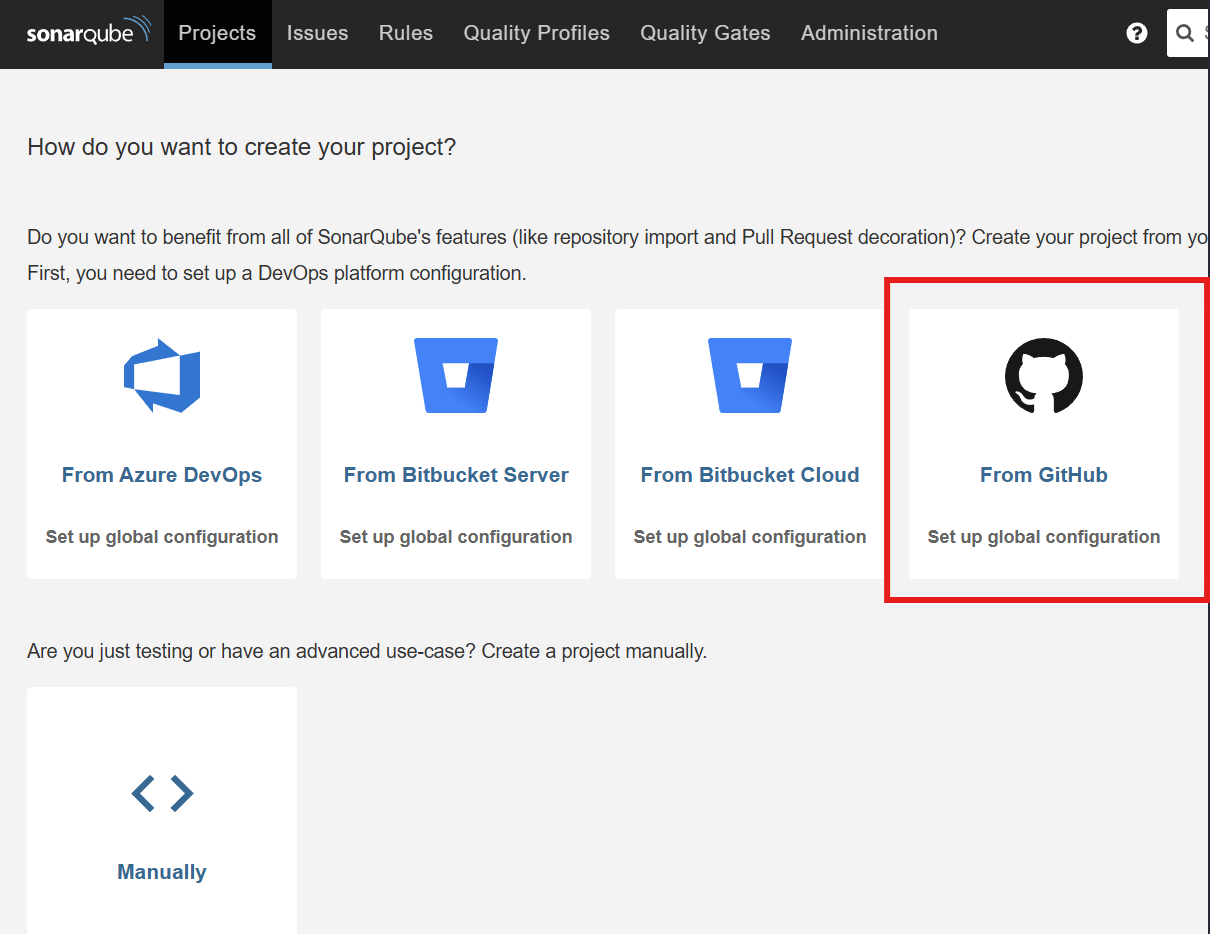 sonarqube Projects Issues Rules Quality Profiles Quality Gates Administration ?
How do you want to create your project?
Do you want to benefit from all of SonarQube's features (like repository import and Pull Request decoration)? Create your project from
First, you need to set up a DevOps platform configuration.
From Azure DevOps From Bitbucket Server From Bitbucket Cloud From GitHub
Set up global configuration Set up global configuration Set up global configuration Set up global configuration
Are you just testing or have an advanced use-case? Create a project manually.
Manually